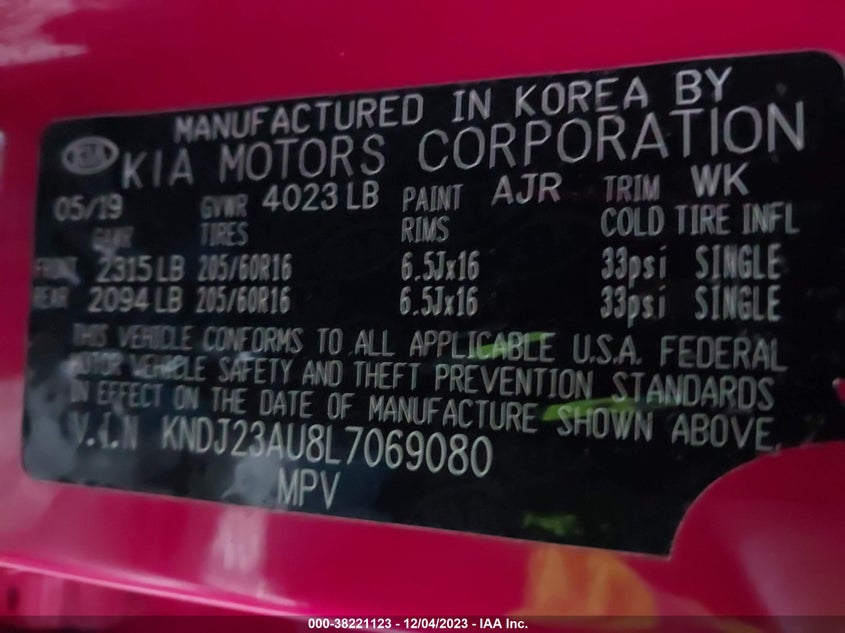 MANUFACTURED IN KOREA BY
KIA KIA MOTORS CORPORATION
05/19 GVWR 4023 LB PAINT AJR TRIM WK
GAWR TIRES RIMS COLD TIRE INFL
FRONT 2315 LB 205/60R16 6.5Jx16 33psi SINGLE
REAR 2094 LB 205/60R16 6.5Jx16 33psi SINGLE
THIS VEHICLE CONFORMS TO ALL APPLICABLE U.S.A. FEDERAL
MOTOR VEHICLE SAFETY AND THEFT PREVENTION STANDARDS
IN EFFECT ON THE DATE OF MANUFACTURE SHOWN ABOVE.
V.I.N KNDJ23AU8L7069080
MPV
000-38221123 - 12/04/2023 - IAA Inc.